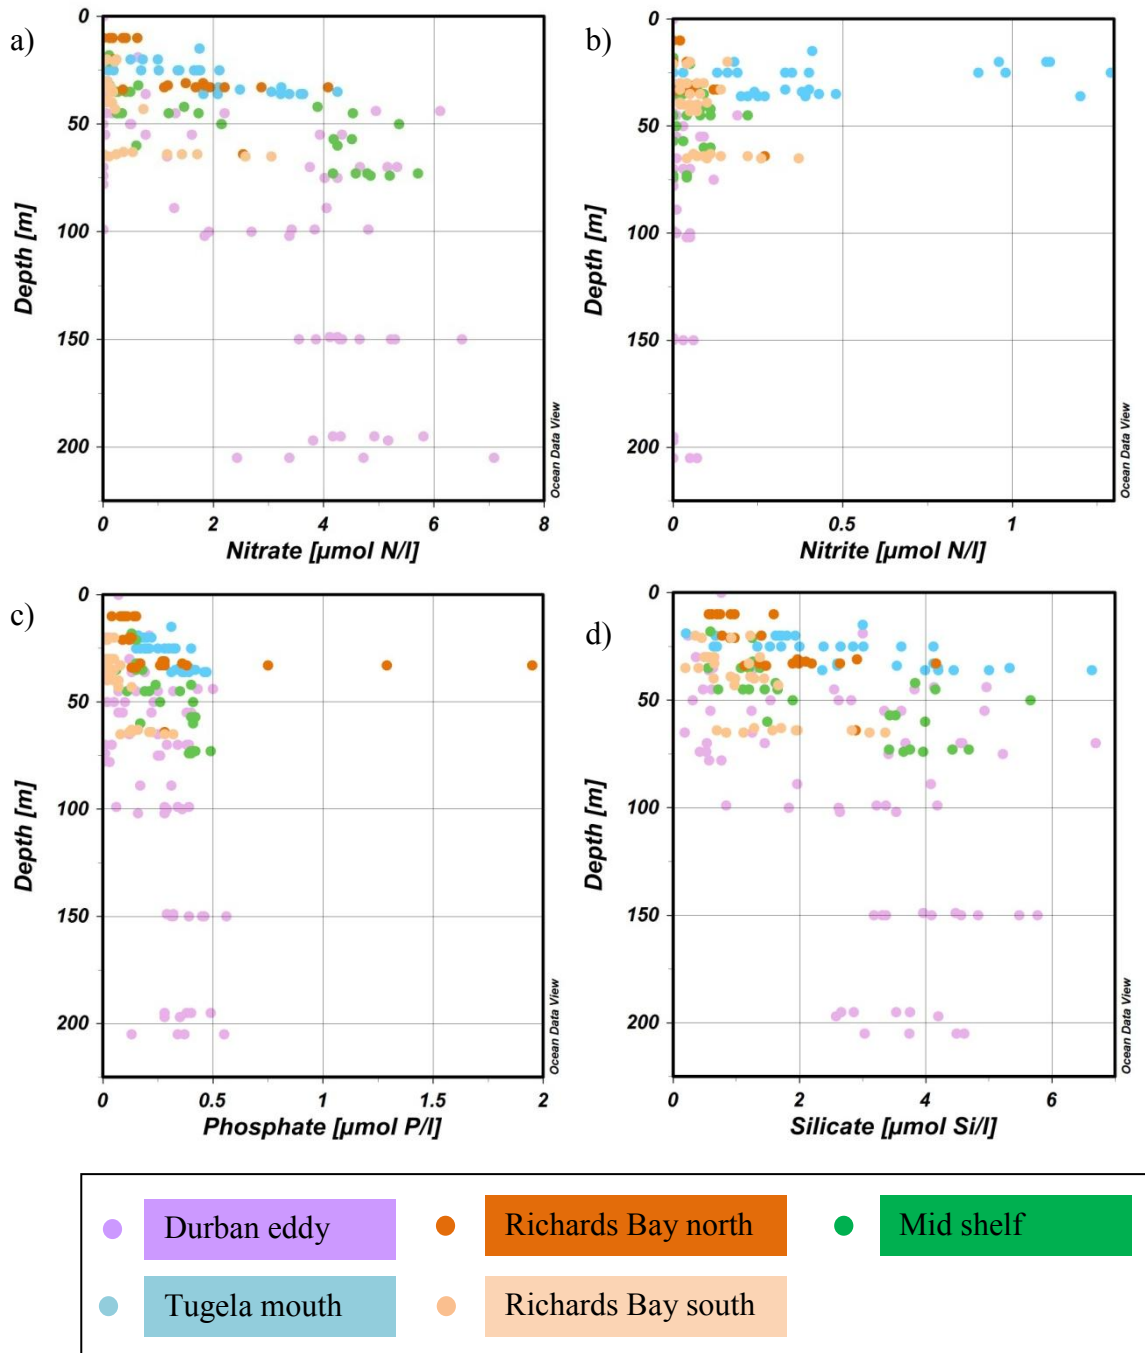 a)
0
50
100
150
200
Depth [m]
0 2 4 6 8
Nitrate [µmol N/l]
Ocean Data View
b)
0
50
100
150
200
Depth [m]
0 0.5 1
Nitrite [µmol N/l]
Ocean Data View
c)
0
50
100
150
200
Depth [m]
0 0.5 1 1.5 2
Phosphate [µmol P/l]
Ocean Data View
d)
0
50
100
150
200
Depth [m]
0 2 4 6
Silicate [µmol Si/l]
Ocean Data View
Durban eddy Richards Bay north Mid shelf
Tugela mouth Richards Bay south